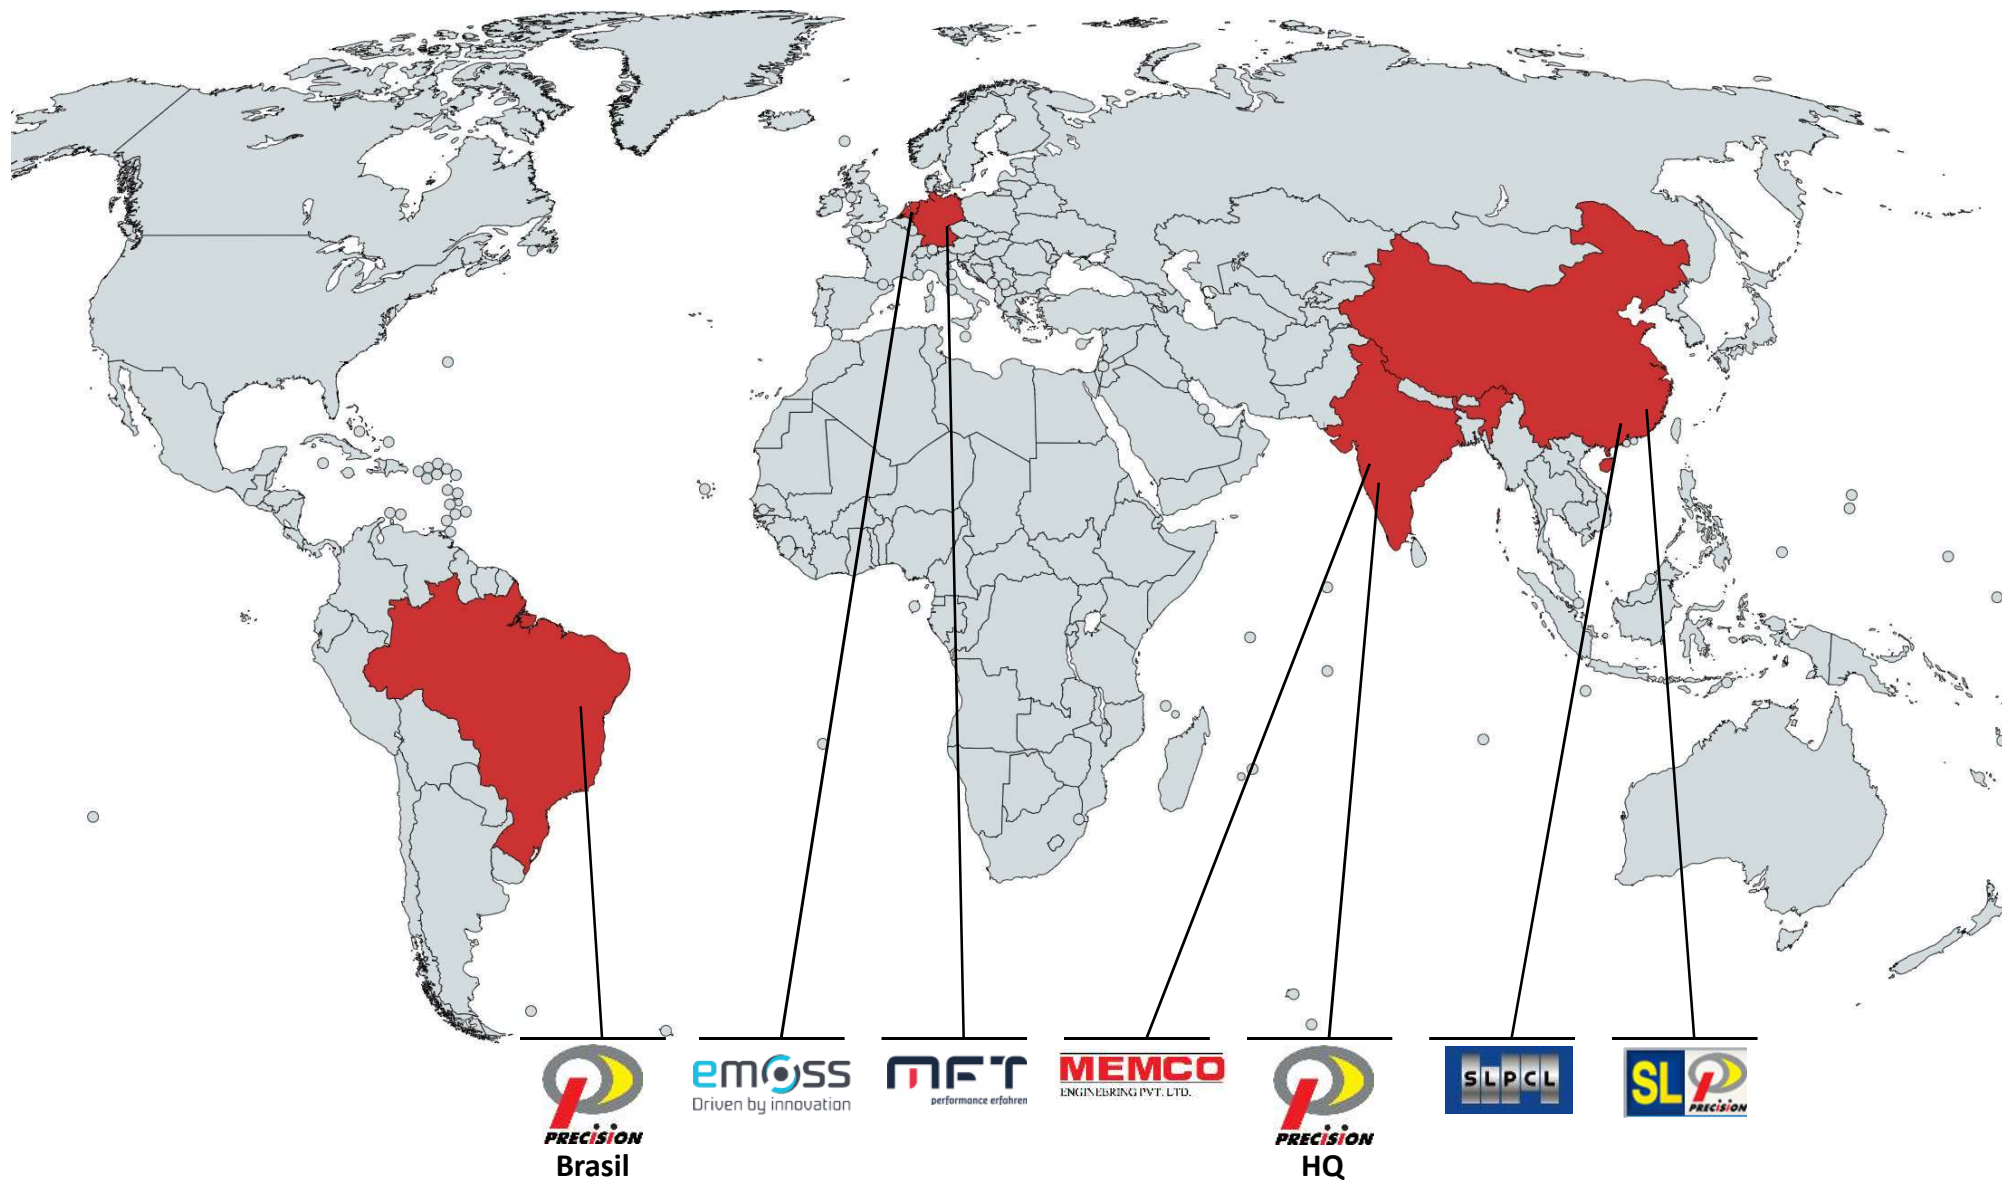 PRECISION
Brasil
emoss
Driven by innovation
MFT
performance erfahren
MEMCO
ENGINEERING PVT. LTD.
PRECISION
HQ
SLPCL
SL
PRECISION